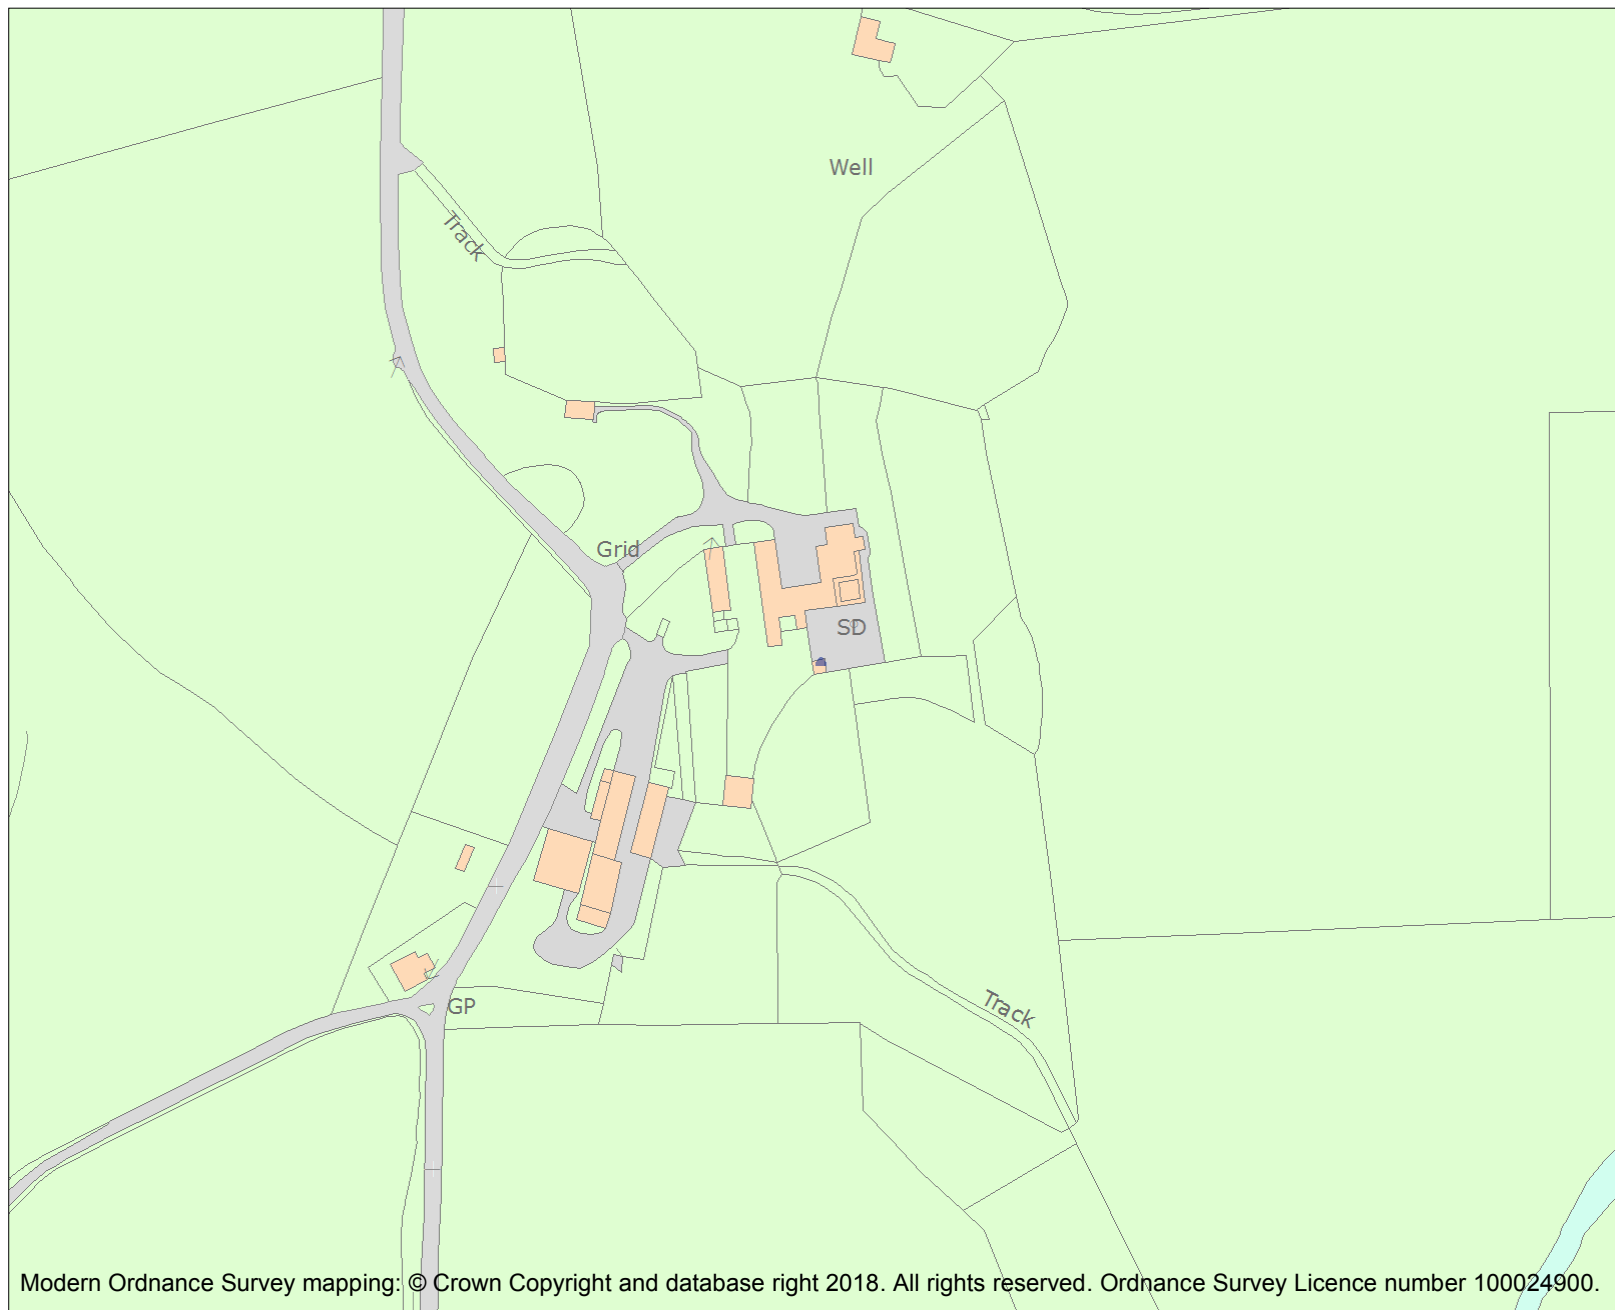 Well
Track
Grid
SD
GP
Track
Modern Ordnance Survey mapping: © Crown Copyright and database right 2018. All rights reserved. Ordnance Survey Licence number 100024900.